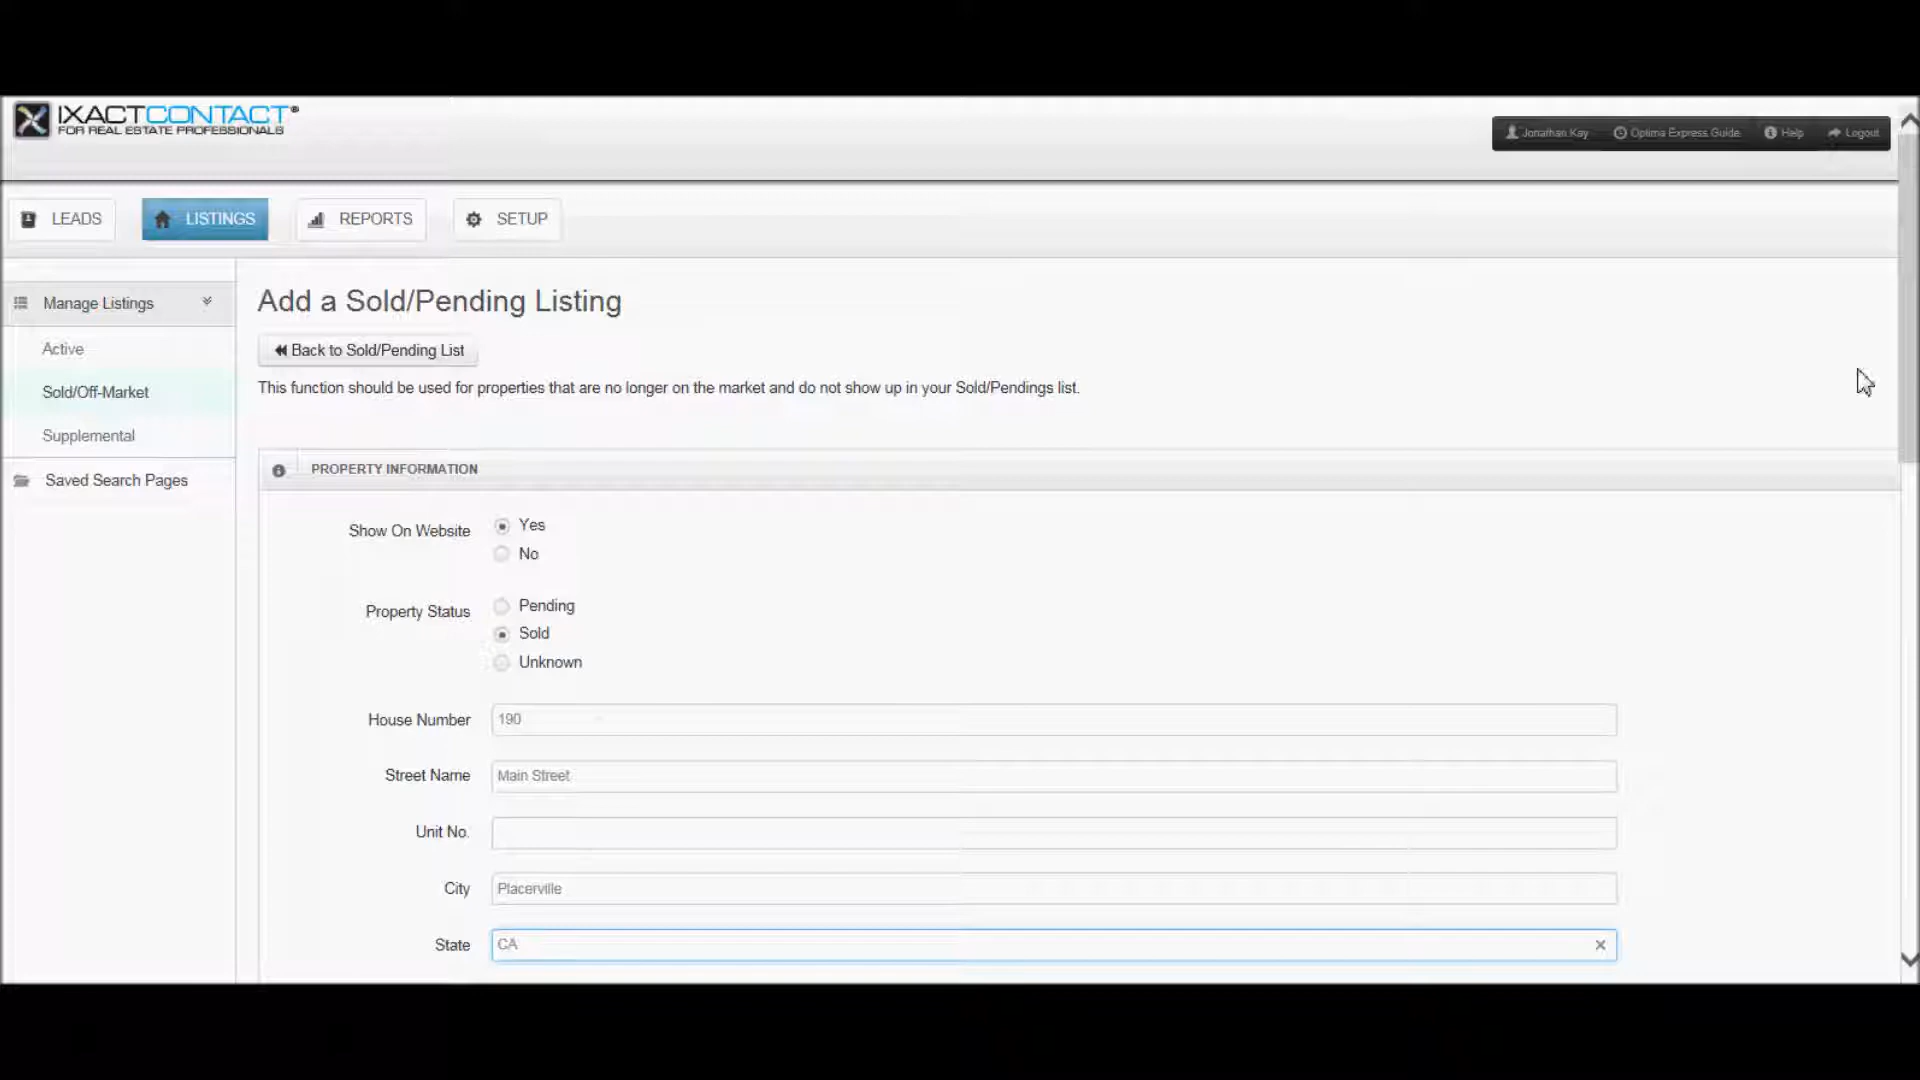 IXACTCONTACT®
FOR REAL ESTATE PROFESSIONALS
Jonathan Kay
Optima Express Guide
Help
Logout
LEADS
LISTINGS
REPORTS
SETUP
Manage Listings
Active
Sold/Off-Market
Supplemental
Saved Search Pages
Add a Sold/Pending Listing
Back to Sold/Pending List
This function should be used for properties that are no longer on the market and do not show up in your Sold/Pendings list.
PROPERTY INFORMATION
Show On Website
Yes
No
Property Status
Pending
Sold
Unknown
House Number
190
Street Name
Main Street
Unit No.
City
Placerville
State
CA